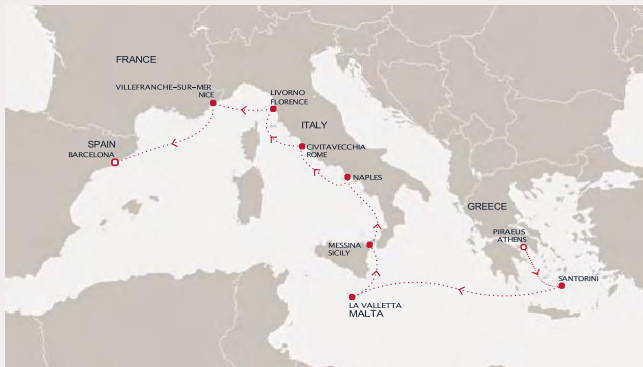 FRANCE
VILLEFRANCHE-SUR-MER
NICE
LIVORNO
FLORENCE
ITALY
SPAIN
BARCELONA
CIVITAVECCHIA
ROME
NAPLES
GREECE
PIRAEUS
ATHENS
MESSINA
SICILY
SANTORINI
LA VALLETTA
MALTA